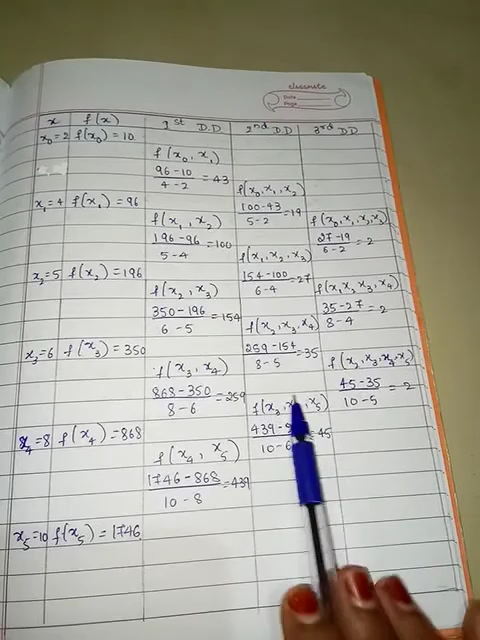 classmate
Date
Page
x f(x) 1st D.D 2nd DD 3rd DD
x₀=2 f(x₀) = 10
f(x₀, x₁)
96-10/4-2 = 43
f(x₀,x₁,x₂)
100-43/5-2 = 19
x₁=4 f(x₁) = 96
f(x₁, x₂)
196-96/5-4 = 100
f(x₀,x₁,x₂,x₃)
27-19/6-2 = 2
f(x₁,x₂,x₃)
154-100/6-4 = 27
x₂=5 f(x₂) = 196
f(x₂, x₃)
350-196/6-5 = 154
f(x₁,x₂,x₃,x₄)
35-27/8-4 = 2
f(x₂,x₃,x₄)
259-154/8-5 = 35
x₃=6 f(x₃) = 350
f(x₃, x₄)
868-350/8-6 = 259
f(x₂,x₃,x₄,x₅)
45-35/10-5 = 2
f(x₃, x₅)
439- 10-6 = 45
x₄=8 f(x₄) = 868
f(x₄, x₅)
1746-868/10-8 = 439
x₅=10 f(x₅) = 1746